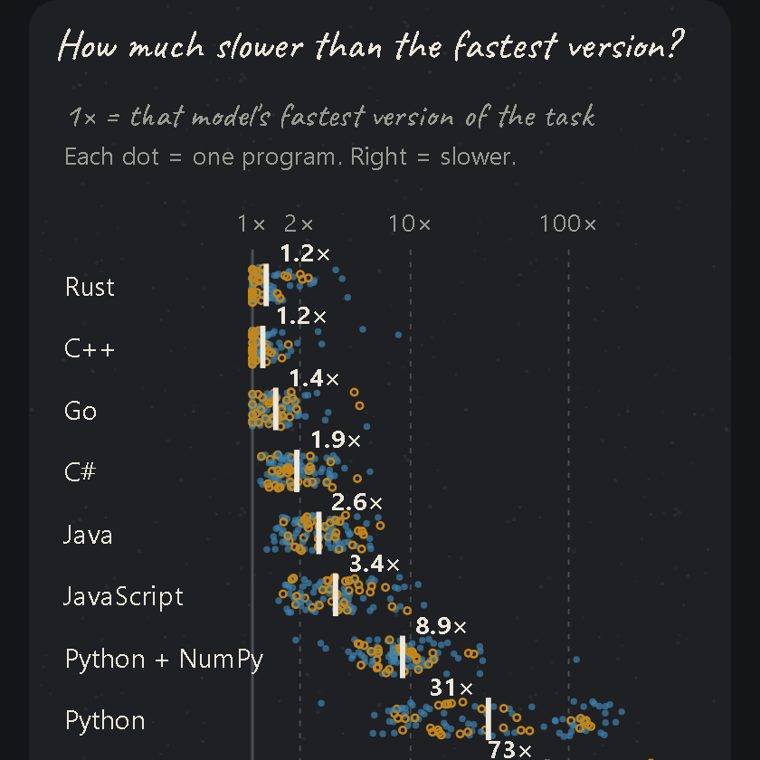 How much slower than the fastest version?
1× = that model's fastest version of the task
Each dot = one program. Right = slower.
1× 2× 10× 100×
1.2×
Rust
1.2×
C++
1.4×
Go
1.9×
C#
2.6×
Java
3.4×
JavaScript
8.9×
Python + NumPy
31×
Python
73×